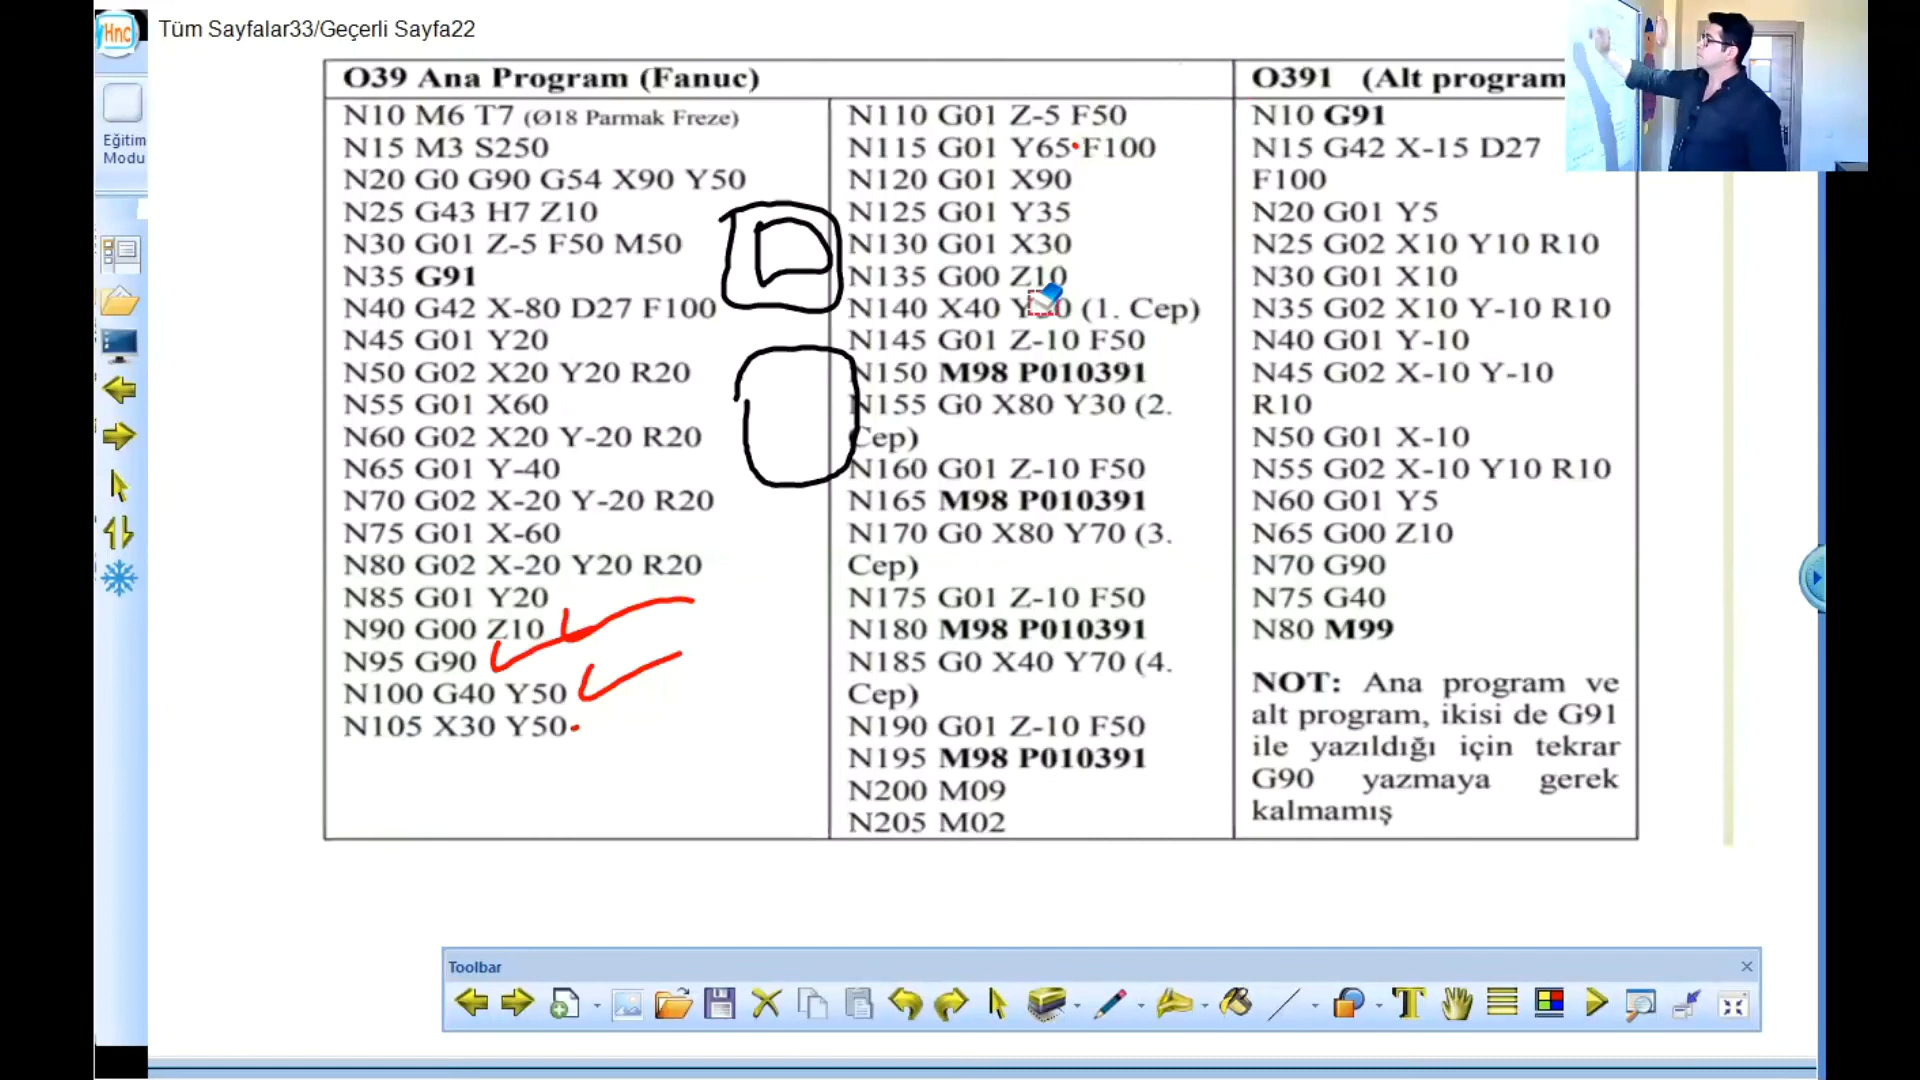 Hnc
Tüm Sayfalar33/Geçerli Sayfa22
Eğitim
Modu
O39 Ana Program (Fanuc)
N10 M6 T7 (Ø18 Parmak Freze)
N15 M3 S250
N20 G0 G90 G54 X90 Y50
N25 G43 H7 Z10
N30 G01 Z-5 F50 M50
N35 G91
N40 G42 X-80 D27 F100
N45 G01 Y20
N50 G02 X20 Y20 R20
N55 G01 X60
N60 G02 X20 Y-20 R20
N65 G01 Y-40
N70 G02 X-20 Y-20 R20
N75 G01 X-60
N80 G02 X-20 Y20 R20
N85 G01 Y20
N90 G00 Z10
N95 G90
N100 G40 Y50
N105 X30 Y50
N110 G01 Z-5 F50
N115 G01 Y65 F100
N120 G01 X90
N125 G01 Y35
N130 G01 X30
N135 G00 Z10
N140 X40 (1. Cep)
N145 G01 Z-10 F50
N150 M98 P010391
N155 G0 X80 Y30 (2.
Cep)
N160 G01 Z-10 F50
N165 M98 P010391
N170 G0 X80 Y70 (3.
Cep)
N175 G01 Z-10 F50
N180 M98 P010391
N185 G0 X40 Y70 (4.
Cep)
N190 G01 Z-10 F50
N195 M98 P010391
N200 M09
N205 M02
O391 (Alt program
N10 G91
N15 G42 X-15 D27
F100
N20 G01 Y5
N25 G02 X10 Y10 R10
N30 G01 X10
N35 G02 X10 Y-10 R10
N40 G01 Y-10
N45 G02 X-10 Y-10
R10
N50 G01 X-10
N55 G02 X-10 Y10 R10
N60 G01 Y5
N65 G00 Z10
N70 G90
N75 G40
N80 M99
NOT: Ana program ve
alt program, ikisi de G91
ile yazıldığı için tekrar
G90 yazmaya gerek
kalmamış
Toolbar